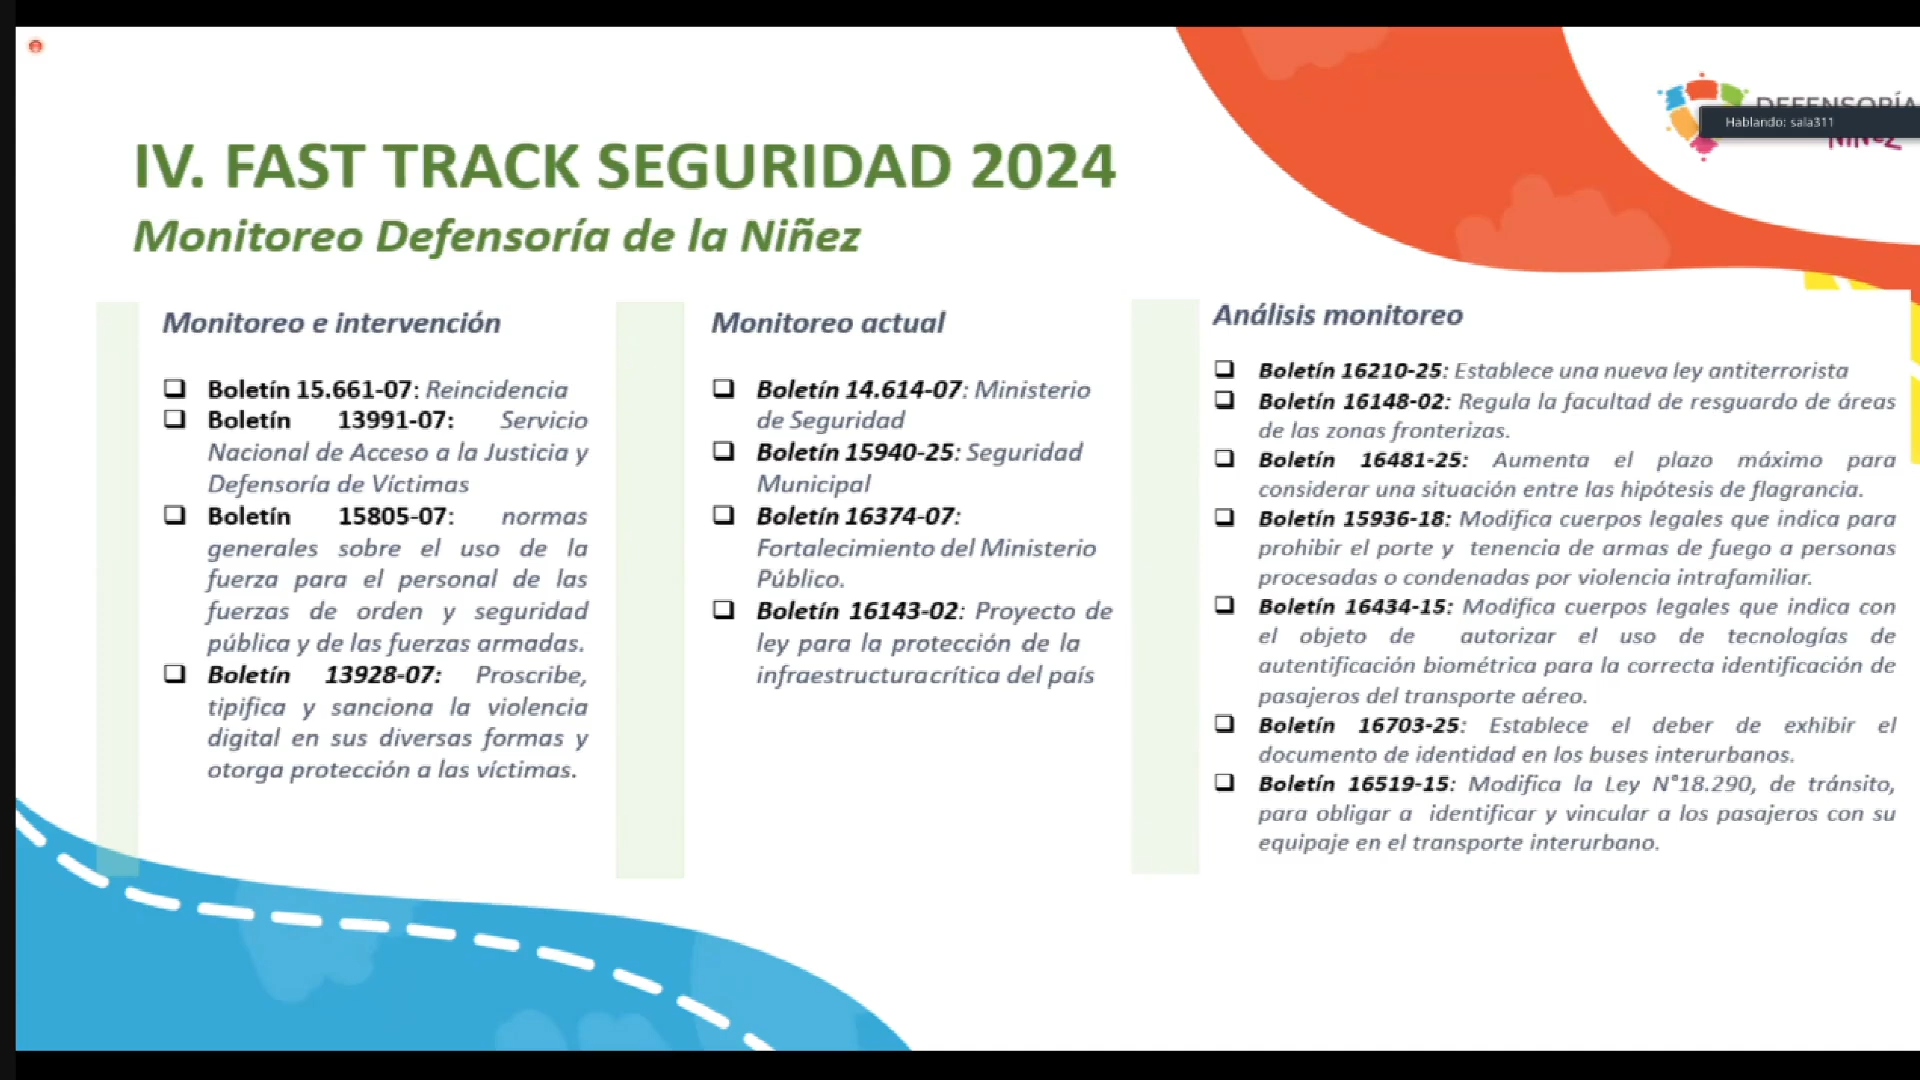 DEFENSORÍA
Hablando: sala311
NIÑEZ
IV. FAST TRACK SEGURIDAD 2024
Monitoreo Defensoría de la Niñez
Monitoreo e intervención
❑ Boletín 15.661-07: Reincidencia
❑ Boletín 13991-07: Servicio
Nacional de Acceso a la Justicia y
Defensoría de Víctimas
❑ Boletín 15805-07: normas
generales sobre el uso de la
fuerza para el personal de las
fuerzas de orden y seguridad
pública y de las fuerzas armadas.
❑ Boletín 13928-07: Proscribe,
tipifica y sanciona la violencia
digital en sus diversas formas y
otorga protección a las víctimas.
Monitoreo actual
❑ Boletín 14.614-07: Ministerio
de Seguridad
❑ Boletín 15940-25: Seguridad
Municipal
❑ Boletín 16374-07:
Fortalecimiento del Ministerio
Público.
❑ Boletín 16143-02: Proyecto de
ley para la protección de la
infraestructura crítica del país
Análisis monitoreo
❑ Boletín 16210-25: Establece una nueva ley antiterrorista
❑ Boletín 16148-02: Regula la facultad de resguardo de áreas
de las zonas fronterizas.
❑ Boletín 16481-25: Aumenta el plazo máximo para
considerar una situación entre las hipótesis de flagrancia.
❑ Boletín 15936-18: Modifica cuerpos legales que indica para
prohibir el porte y tenencia de armas de fuego a personas
procesadas o condenadas por violencia intrafamiliar.
❑ Boletín 16434-15: Modifica cuerpos legales que indica con
el objeto de autorizar el uso de tecnologías de
autentificación biométrica para la correcta identificación de
pasajeros del transporte aéreo.
❑ Boletín 16703-25: Establece el deber de exhibir el
documento de identidad en los buses interurbanos.
❑ Boletín 16519-15: Modifica la Ley N°18.290, de tránsito,
para obligar a identificar y vincular a los pasajeros con su
equipaje en el transporte interurbano.